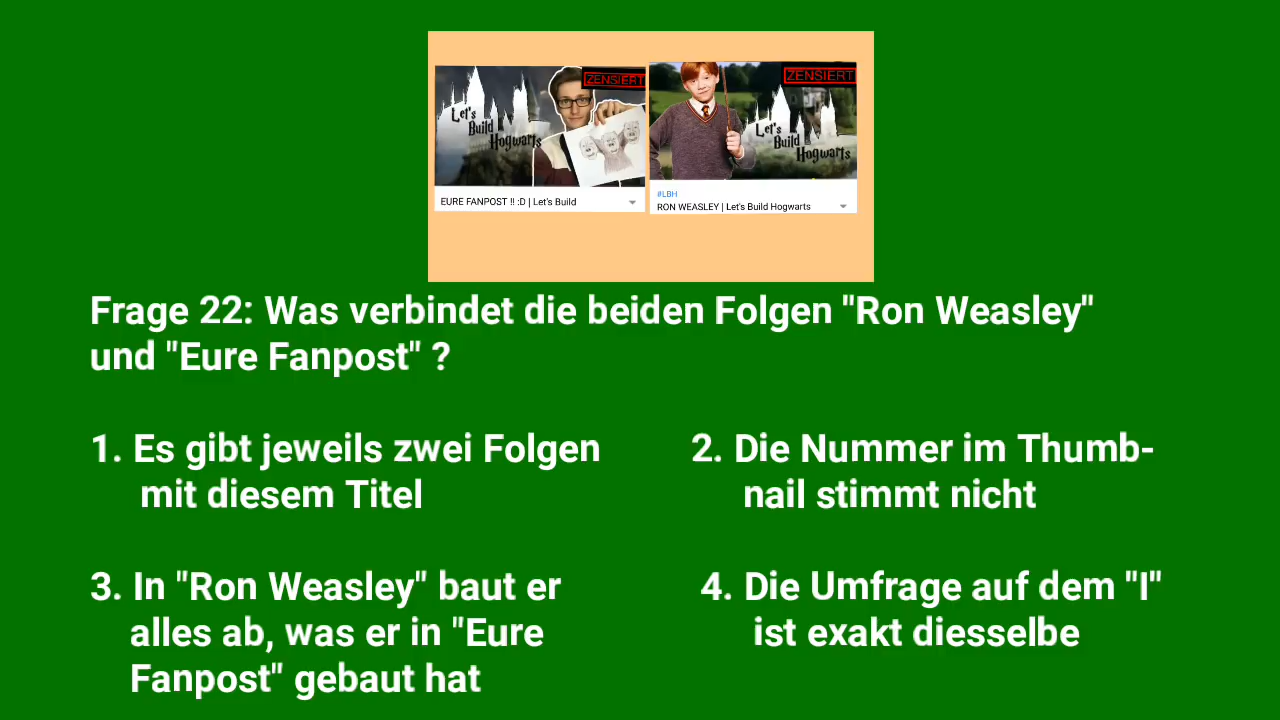 ZENSIERT
Let's
Build
Hogwarts
EURE FANPOST !! :D | Let's Build
ZENSIERT
Let's
Build
Hogwarts
#LBH
RON WEASLEY | Let's Build Hogwarts
Frage 22: Was verbindet die beiden Folgen "Ron Weasley"
und "Eure Fanpost" ?
1. Es gibt jeweils zwei Folgen
mit diesem Titel
2. Die Nummer im Thumb-
nail stimmt nicht
3. In "Ron Weasley" baut er
alles ab, was er in "Eure
Fanpost" gebaut hat
4. Die Umfrage auf dem "I"
ist exakt diesselbe